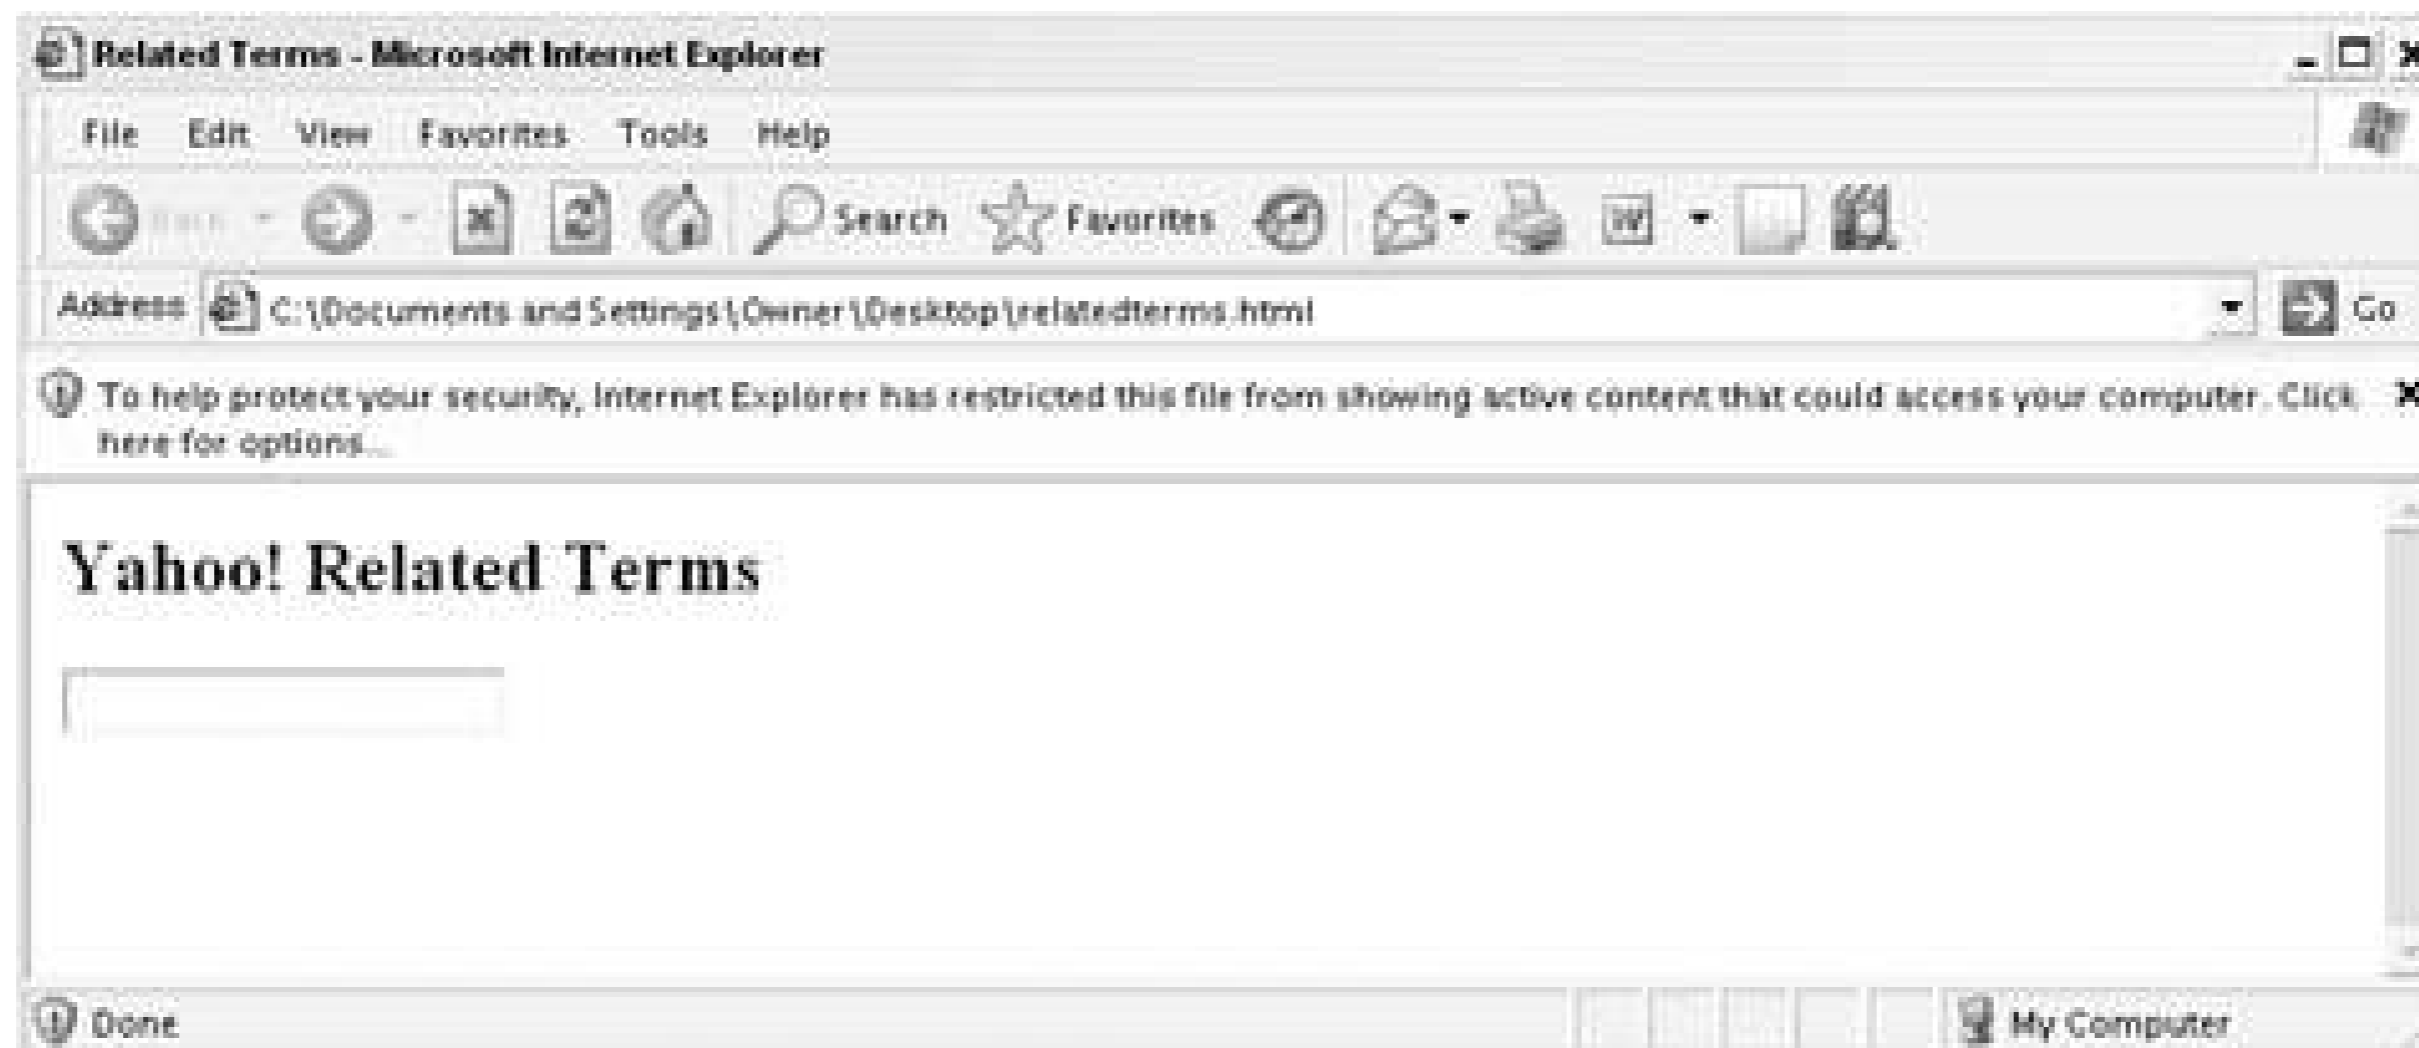 Related Terms - Microsoft Internet Explorer
File Edit View Favorites Tools Help
Search Favorites
Address C:\Documents and Settings\Owner\Desktop\relatedterms.html Go
To help protect your security, Internet Explorer has restricted this file from showing active content that could access your computer. Click
here for options...
Yahoo! Related Terms
Done My Computer